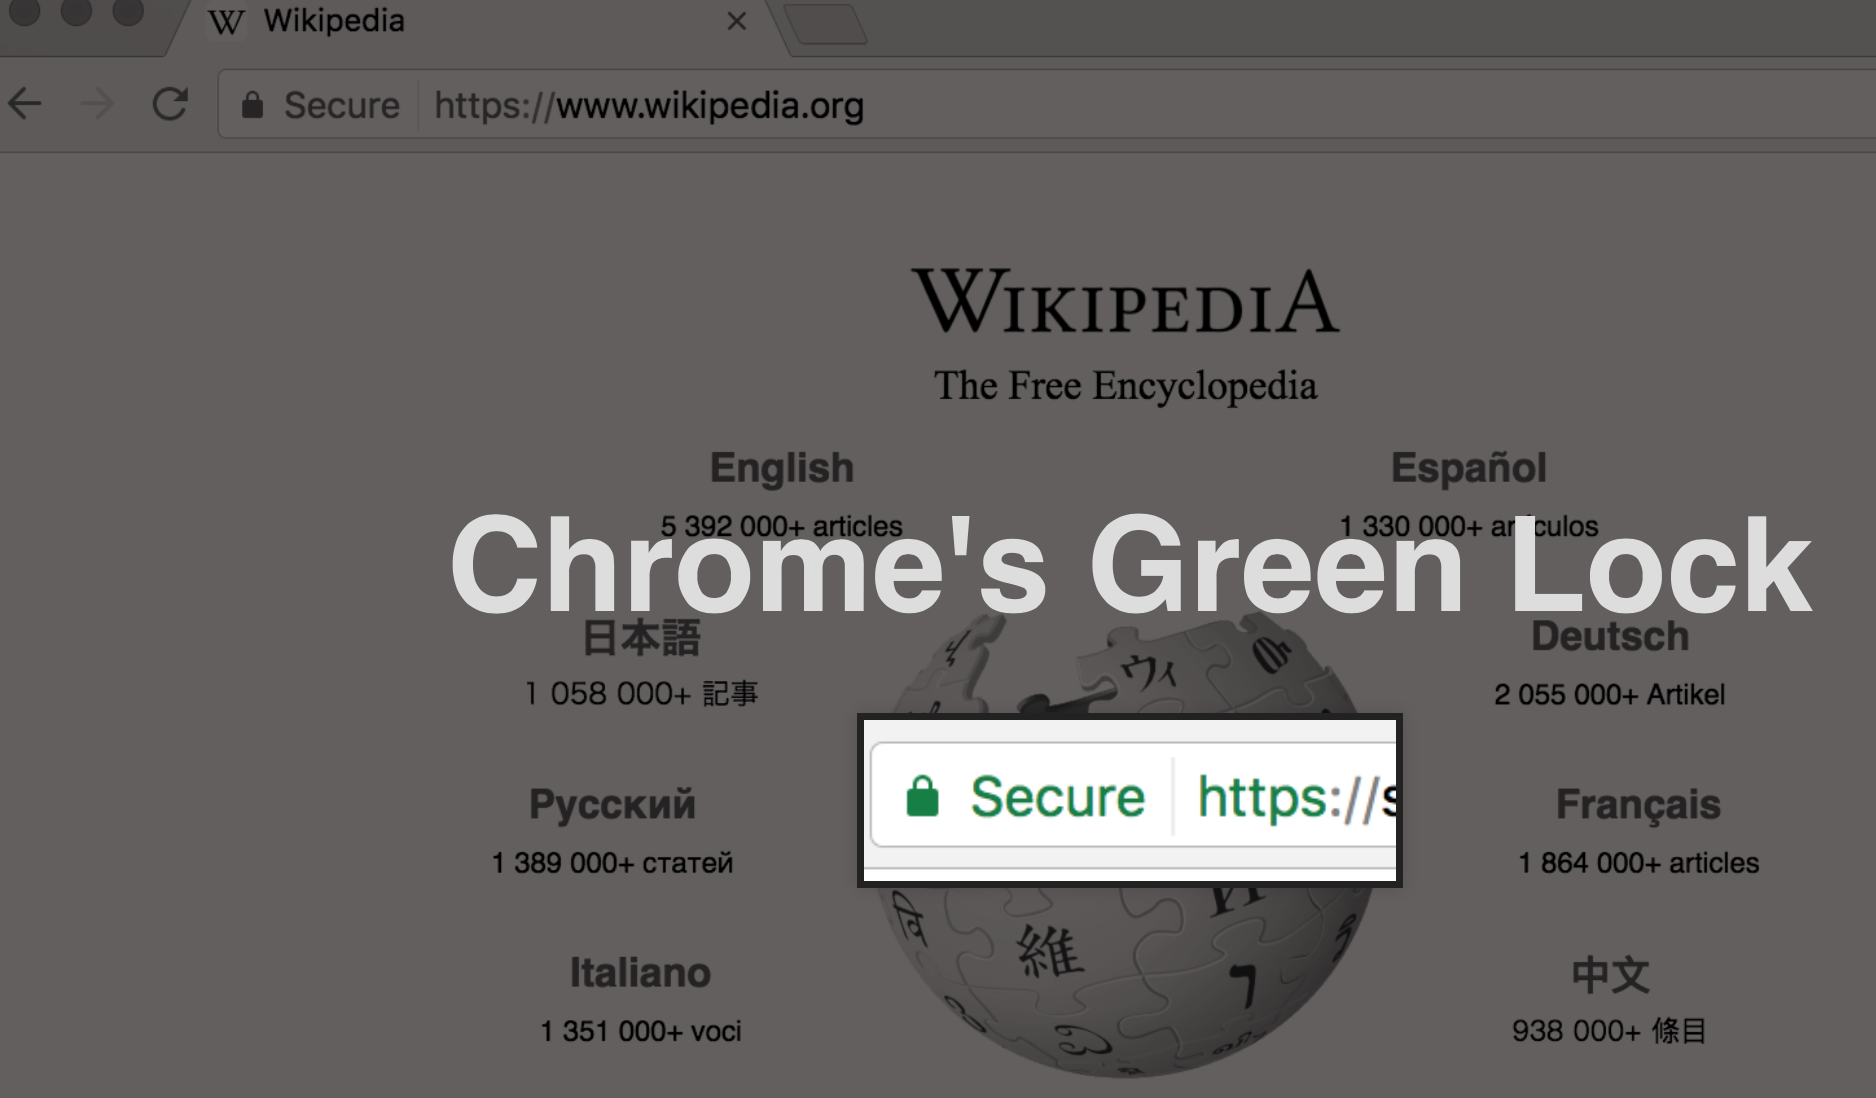 W Wikipedia
Secure https://www.wikipedia.org
WIKIPEDIA
The Free Encyclopedia
English
5 392 000+ articles
Español
1 330 000+ artículos
Chrome's Green Lock
日本語
1 058 000+ 記事
Deutsch
2 055 000+ Artikel
ウィ
Secure https://s
Русский
1 389 000+ статей
Français
1 864 000+ articles
И
維
Italiano
1 351 000+ voci
中文
938 000+ 條目